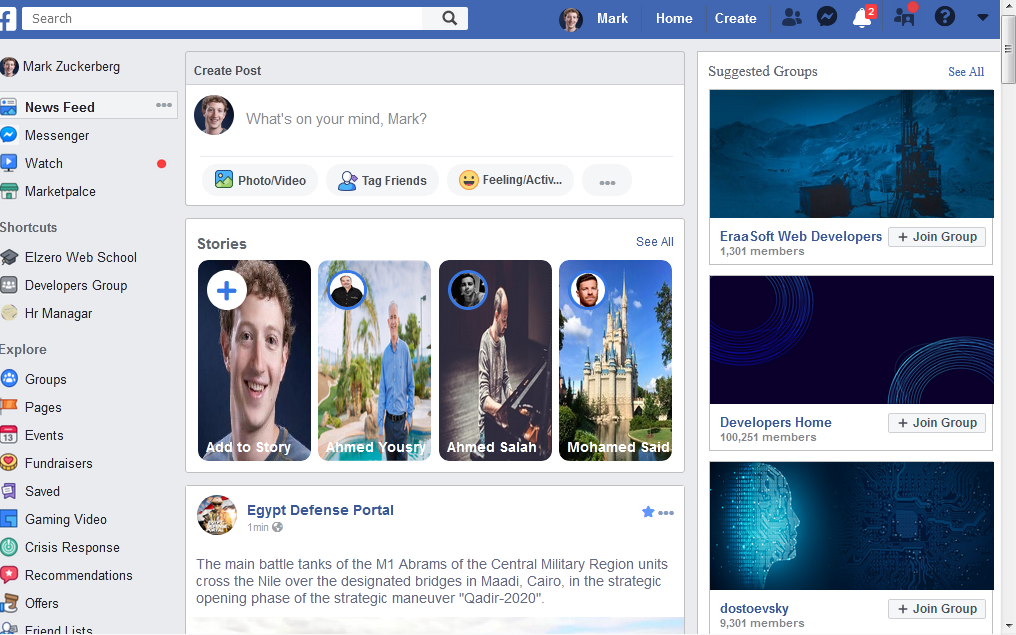 Search
Mark
Home
Create
2
Mark Zuckerberg
News Feed
Messenger
Watch
Marketpalce
Shortcuts
Elzero Web School
Developers Group
Hr Managar
Explore
Groups
Pages
13
Events
Fundraisers
Saved
Gaming Video
Crisis Response
Recommendations
Offers
Friend Lists
Create Post
What's on your mind, Mark?
Photo/Video
Tag Friends
Feeling/Activ...
Stories
See All
Add to Story
Ahmed Yousry
Ahmed Salah
Mohamed Said
Egypt Defense Portal
1min
The main battle tanks of the M1 Abrams of the Central Military Region units
cross the Nile over the designated bridges in Maadi, Cairo, in the strategic
opening phase of the strategic maneuver "Qadir-2020".
Suggested Groups
See All
EraaSoft Web Developers
+ Join Group
1,301 members
Developers Home
+ Join Group
100,251 members
dostoevsky
+ Join Group
9,301 members